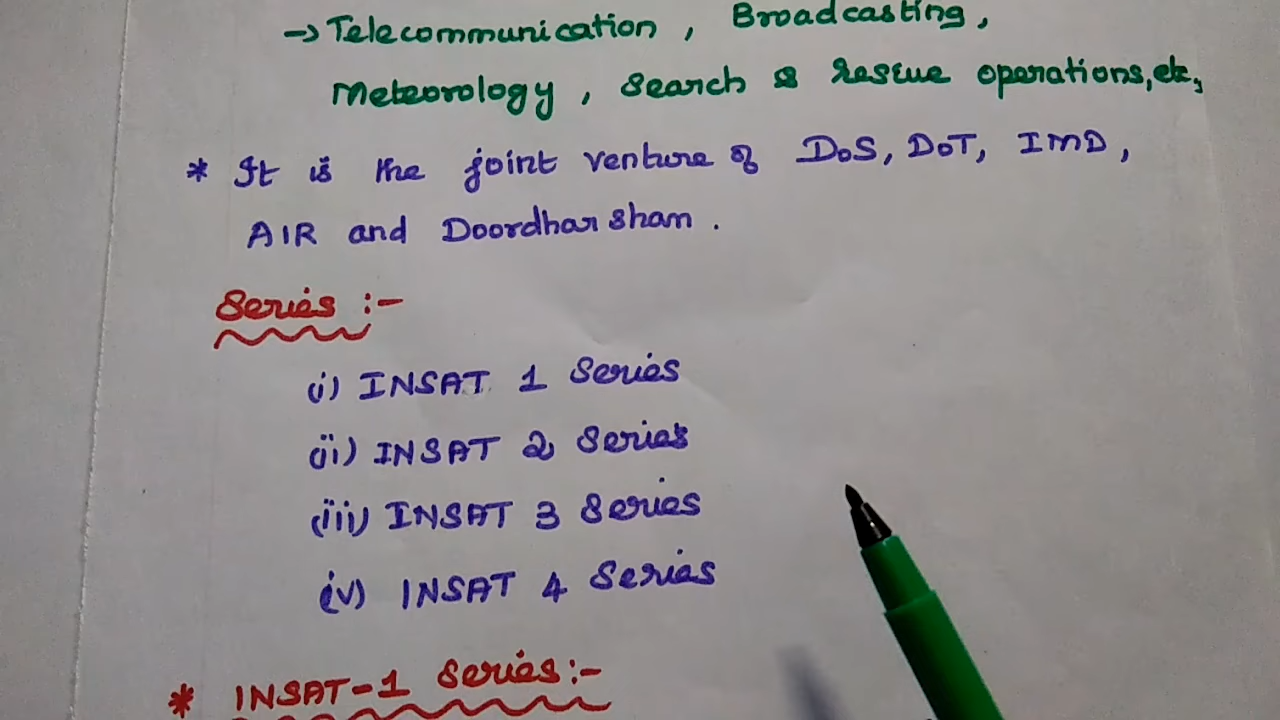 → Telecommunication, Broadcasting,
Meteorology, Search & rescue operations, etc,
* It is the joint venture of DoS, DoT, IMD,
AIR and Doordharsham.
Series :-
(i) INSAT 1 Series
(ii) INSAT 2 Series
(iii) INSAT 3 Series
(iv) INSAT 4 Series
* INSAT-1 Series:-